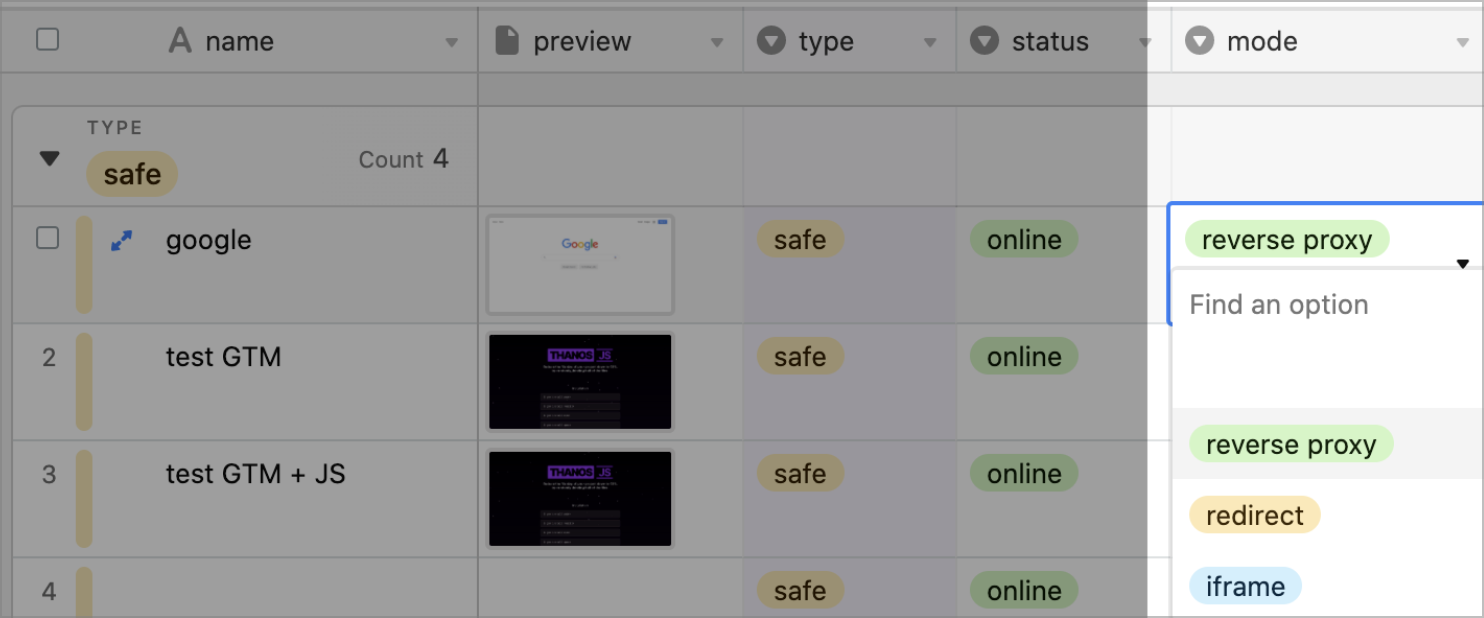 name preview type status mode
TYPE
safe Count 4
google Google safe online reverse proxy
Find an option
2 test GTM THANOS JS safe online
reverse proxy
3 test GTM + JS THANOS JS safe online
redirect
4 safe online iframe